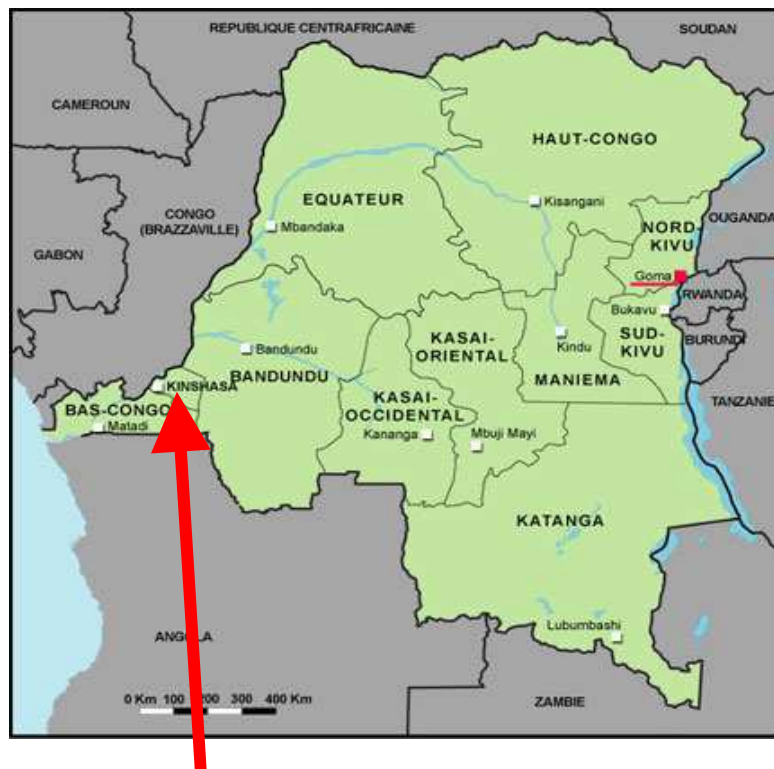 REPUBLIQUE CENTRAFRICAINE
SOUDAN
CAMEROUN
HAUT-CONGO
EQUATEUR
Kisangani
CONGO
(BRAZZAVILLE)
Mbandaka
NORD-
KIVU
OUGANDA
GABON
Goma
RWANDA
Bukavu
KASAI-
ORIENTAL
SUD-
KIVU
BURUNDI
Kindu
Bandundu
BANDUNDU
MANIEMA
KINSHASA
KASAI-
OCCIDENTAL
TANZANIE
BAS-CONGO
Matadi
Kananga
Mbuji Mayi
KATANGA
Lubumbashi
ANGOLA
0 Km 100 200 300 400 Km
ZAMBIE